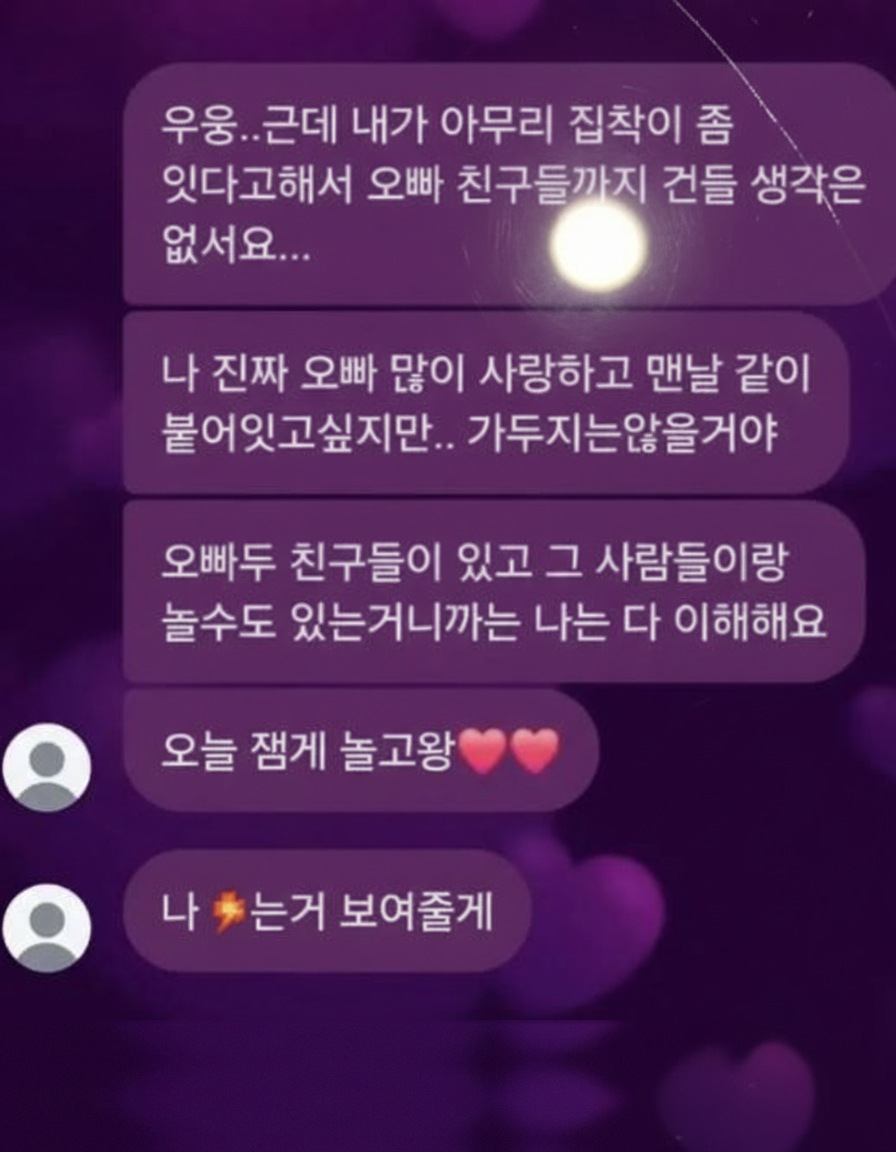 우웅..근데 내가 아무리 집착이 좀
잇다고해서 오빠 친구들까지 건들 생각은
없서요...
나 진짜 오빠 많이 사랑하고 맨날 같이
붙어잇고싶지만.. 가두지는않을거야
오빠두 친구들이 있고 그 사람들이랑
놀수도 있는거니까는 나는 다 이해해요
오늘 잼게 놀고왕❤️❤️
나 ⚡는거 보여줄게